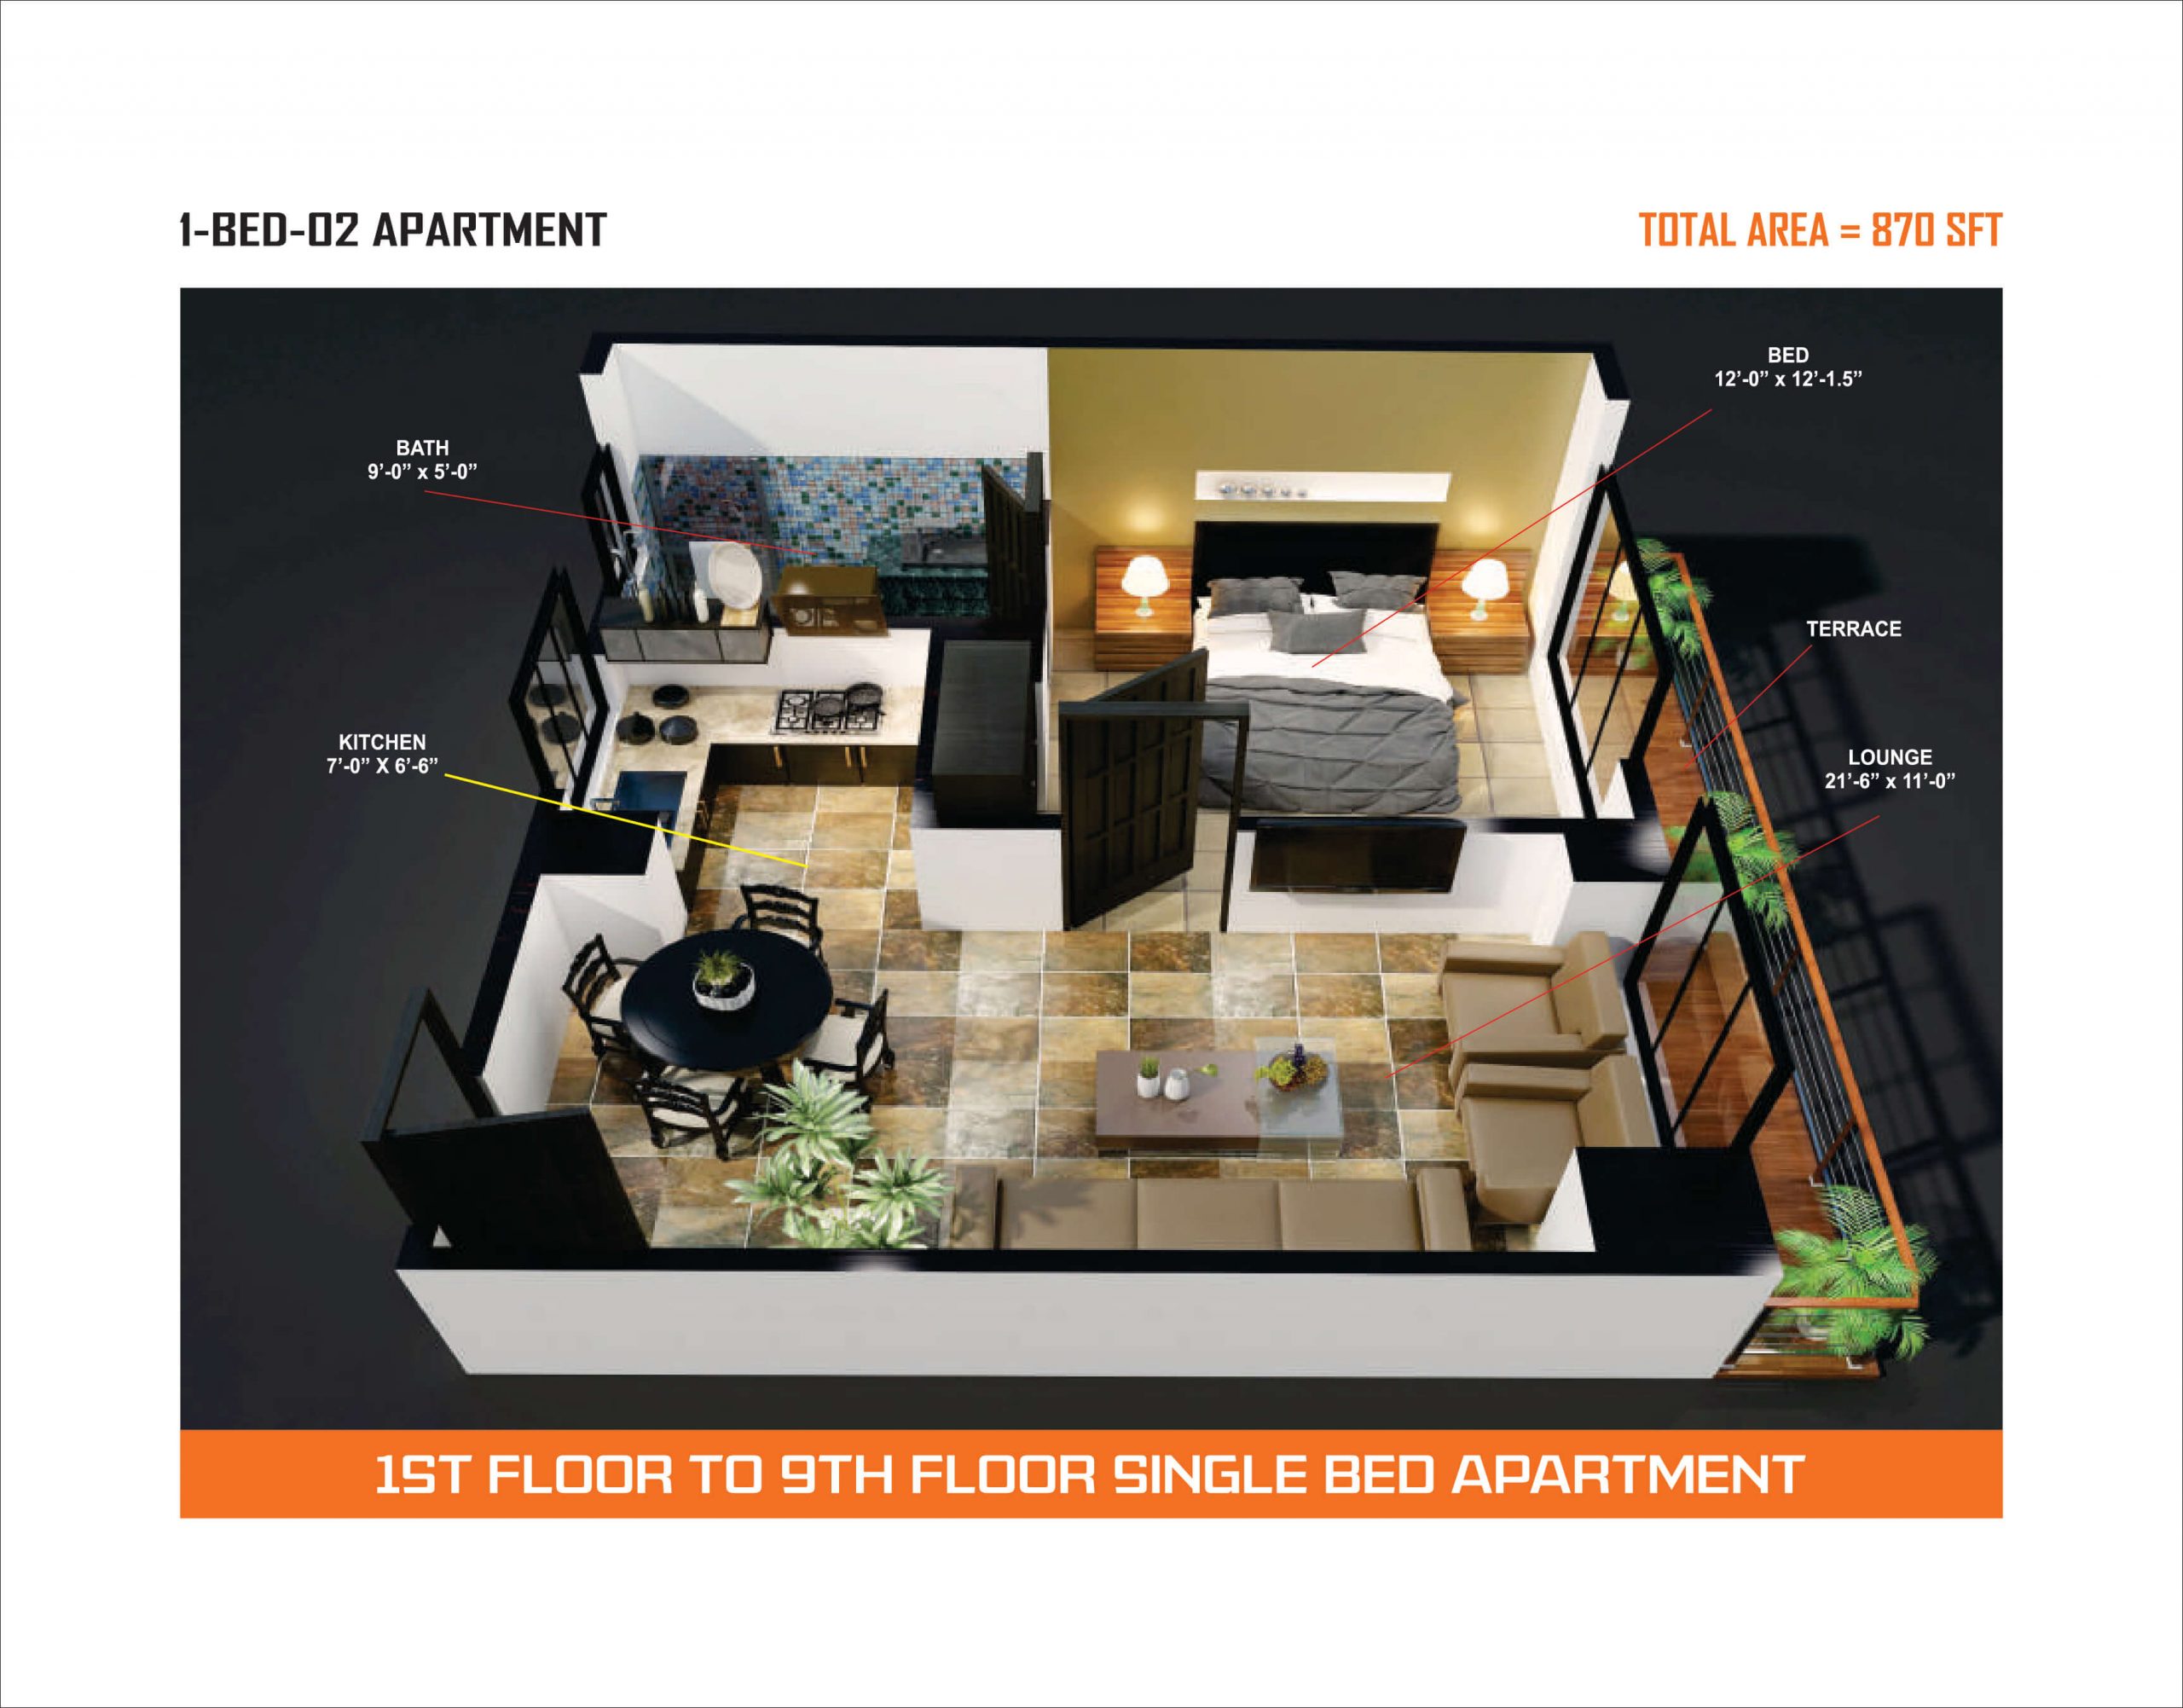 1-BED-02 APARTMENT
TOTAL AREA = 870 SFT
BED
12’-0” x 12’-1.5”
BATH
9’-0” x 5’-0”
TERRACE
KITCHEN
7’-0” X 6’-6”
LOUNGE
21’-6” x 11’-0”
1ST FLOOR TO 9TH FLOOR SINGLE BED APARTMENT